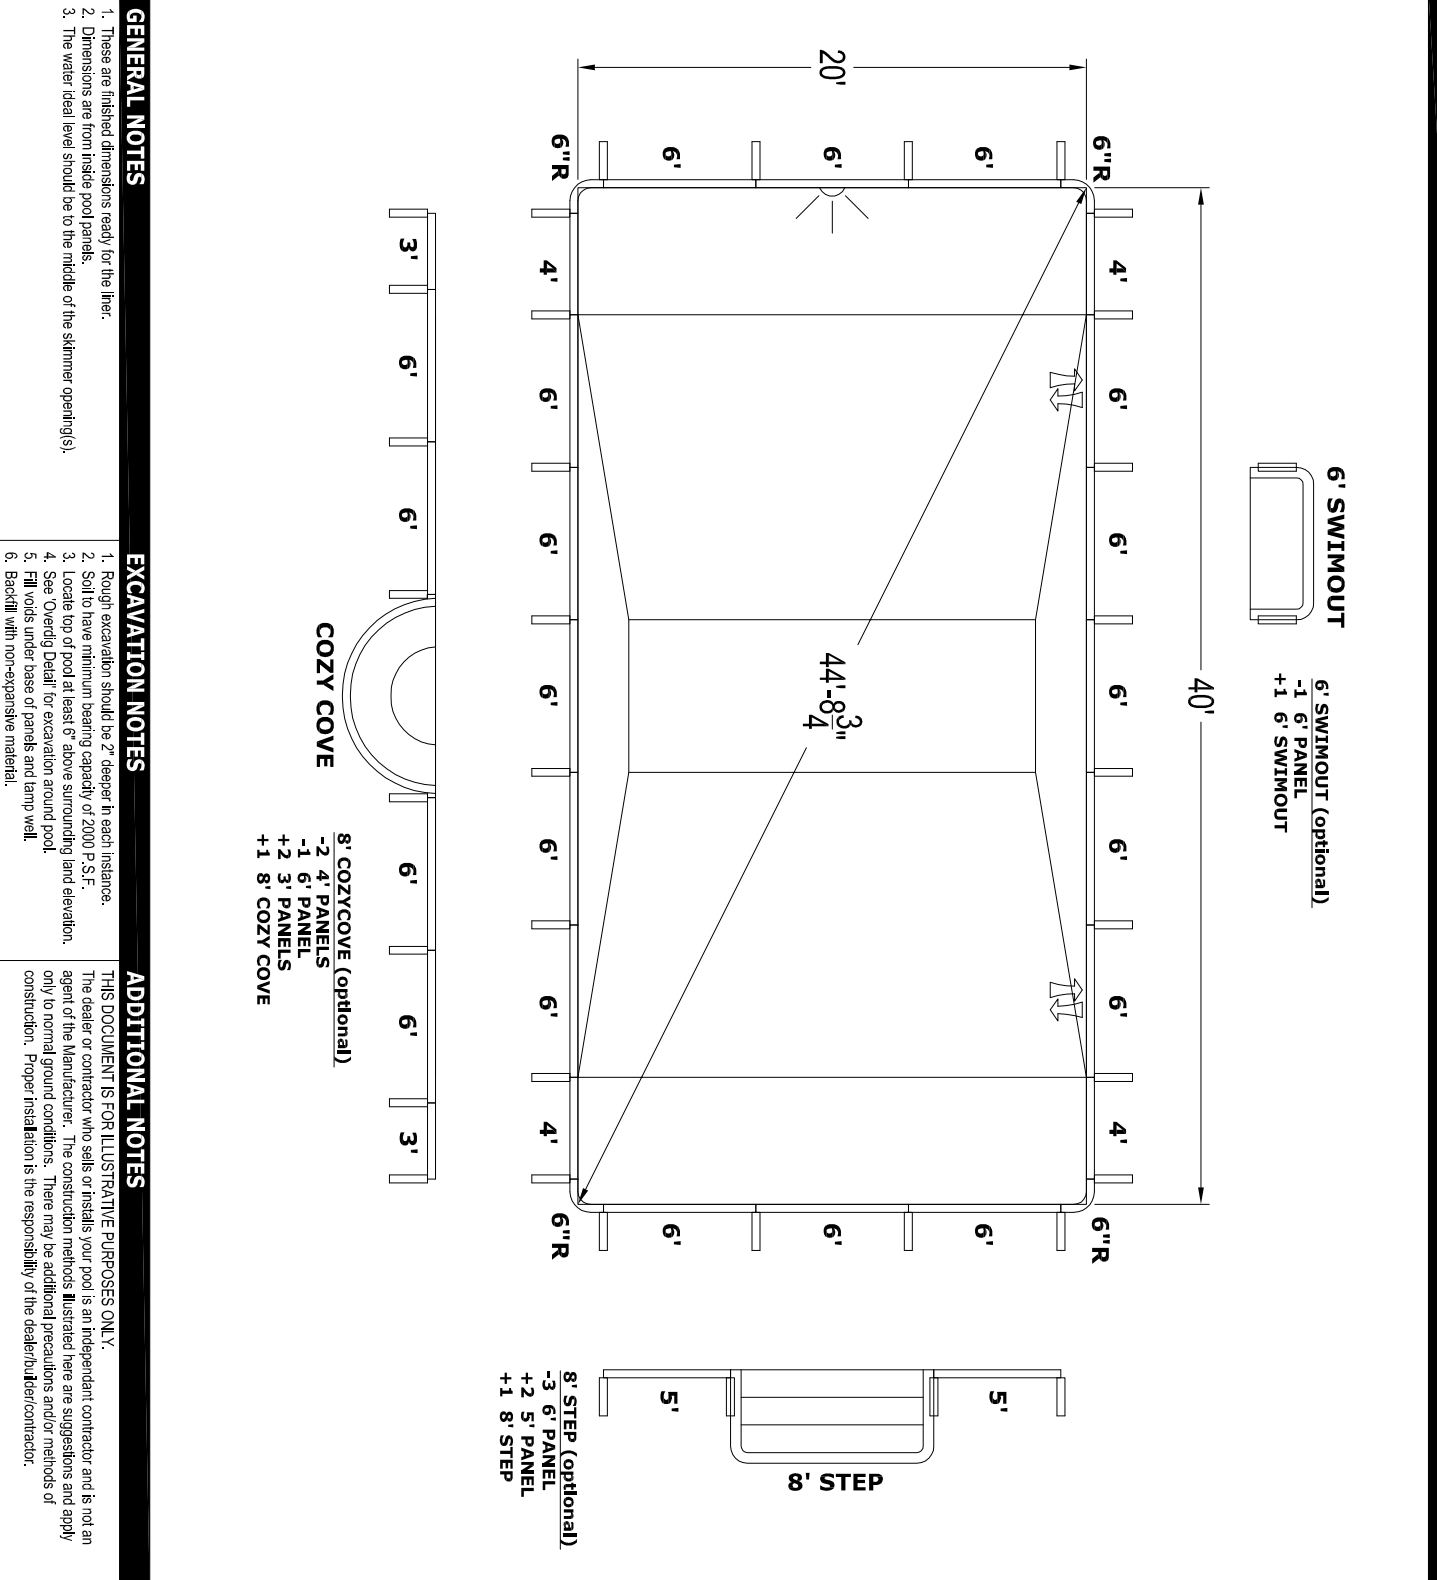 6' SWIMOUT
6' SWIMOUT (optional)
-1 6' PANEL
+1 6' SWIMOUT
40'
6"R
4'
6'
6'
6'
6'
6'
4'
6"R
20'
6'
6'
6'
44'-8 3/4"
6'
6'
6'
6"R
4'
6'
6'
6'
6'
6'
4'
6"R
5'
5'
8' STEP
8' STEP (optional)
-3 6' PANEL
+2 5' PANEL
+1 8' STEP
3'
6'
6'
6'
6'
3'
COZY COVE
8' COZYCOVE (optional)
-2 4' PANELS
-1 6' PANEL
+2 3' PANELS
+1 8' COZY COVE
GENERAL NOTES
1. These are finished dimensions ready for the liner.
2. Dimensions are from inside pool panels.
3. The water ideal level should be to the middle of the skimmer opening(s).
EXCAVATION NOTES
1. Rough excavation should be 2" deeper in each instance.
2. Soil to have minimum bearing capacity of 2000 P.S.F.
3. Locate top of pool at least 6" above surrounding land elevation.
4. See 'Overdig Detail' for excavation around pool.
5. Fill voids under base of panels and tamp well.
6. Backfill with non-expansive material.
ADDITIONAL NOTES
THIS DOCUMENT IS FOR ILLUSTRATIVE PURPOSES ONLY.
The dealer or contractor who sells or installs your pool is an independant contractor and is not an
agent of the Manufacturer. The construction methods illustrated here are suggestions and apply
only to normal ground conditions. There may be additional precautions and/or methods of
construction. Proper installation is the responsibility of the dealer/builder/contractor.